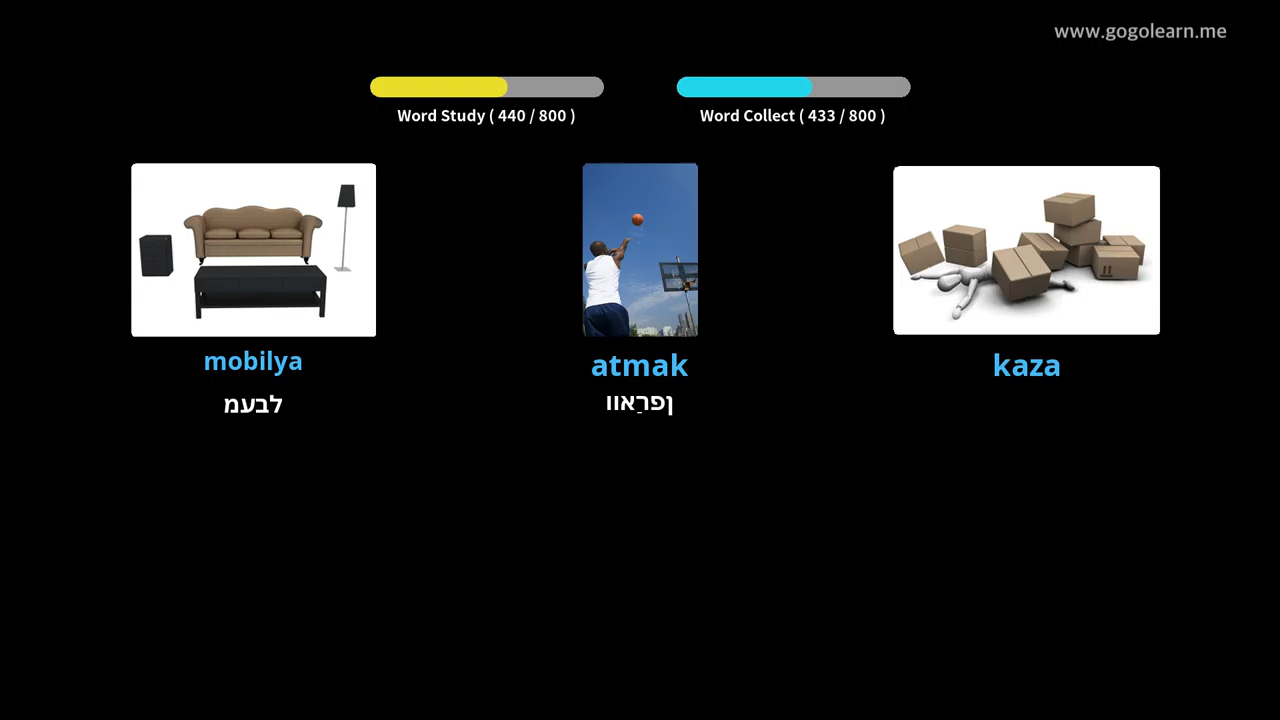 www.gogolearn.me
Word Study ( 440 / 800 )
Word Collect ( 433 / 800 )
mobilya
לבעמ
atmak
ןפרַאוו
kaza